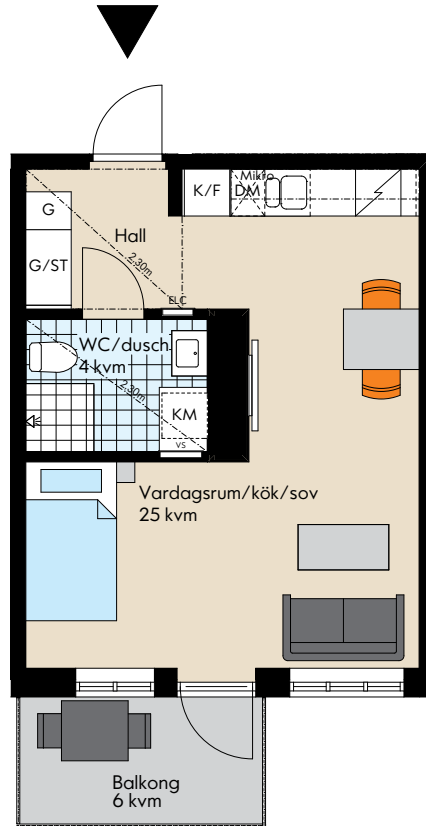 Mikro
K/F
DM
G
Hall
G/ST
2,30m
ELC
WC/dusch
4 kvm
2,30m
KM
VS
Vardagsrum/kök/sov
25 kvm
Balkong
6 kvm